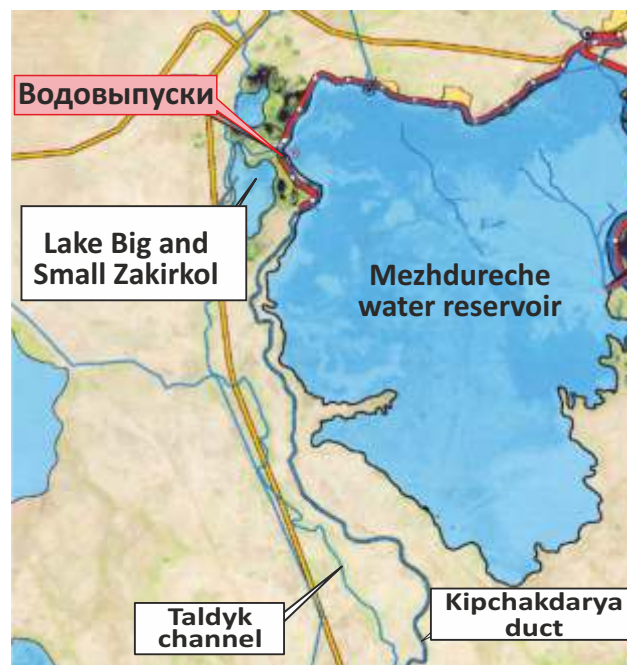 Водовыпуски
Lake Big and
Small Zakirkol
Mezhdureche
water reservoir
Taldyk
channel
Kipchakdarya
duct